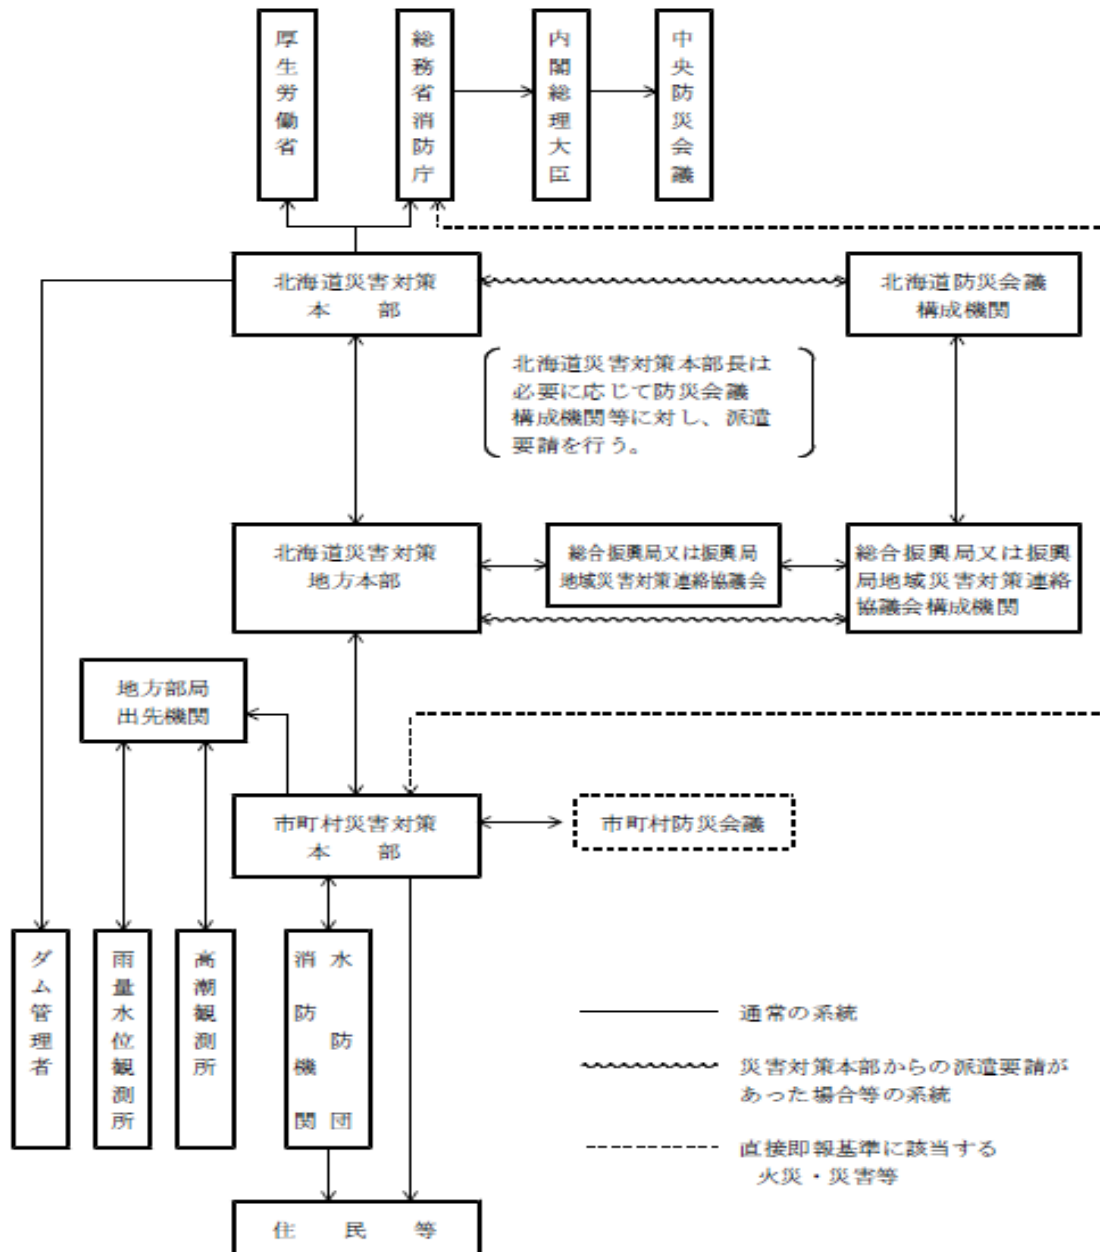 厚生労働省
総務省消防庁
内閣総理大臣
中央防災会議
北海道災害対策
本　　部
北海道防災会議
構成機関
北海道災害対策本部長は
必要に応じて防災会議
構成機関等に対し、派遣
要請を行う。
北海道災害対策
地方本部
総合振興局又は振興局
地域災害対策連絡協議会
総合振興局又は振興
局地域災害対策連絡
協議会構成機関
地方部局
出先機関
市町村災害対策
本　　部
市町村防災会議
ダム管理者
雨量水位観測所
高潮観測所
水防団
消防機関
通常の系統
災害対策本部からの派遣要請が
あった場合等の系統
直接即報基準に該当する
火災・災害等
住　民　等